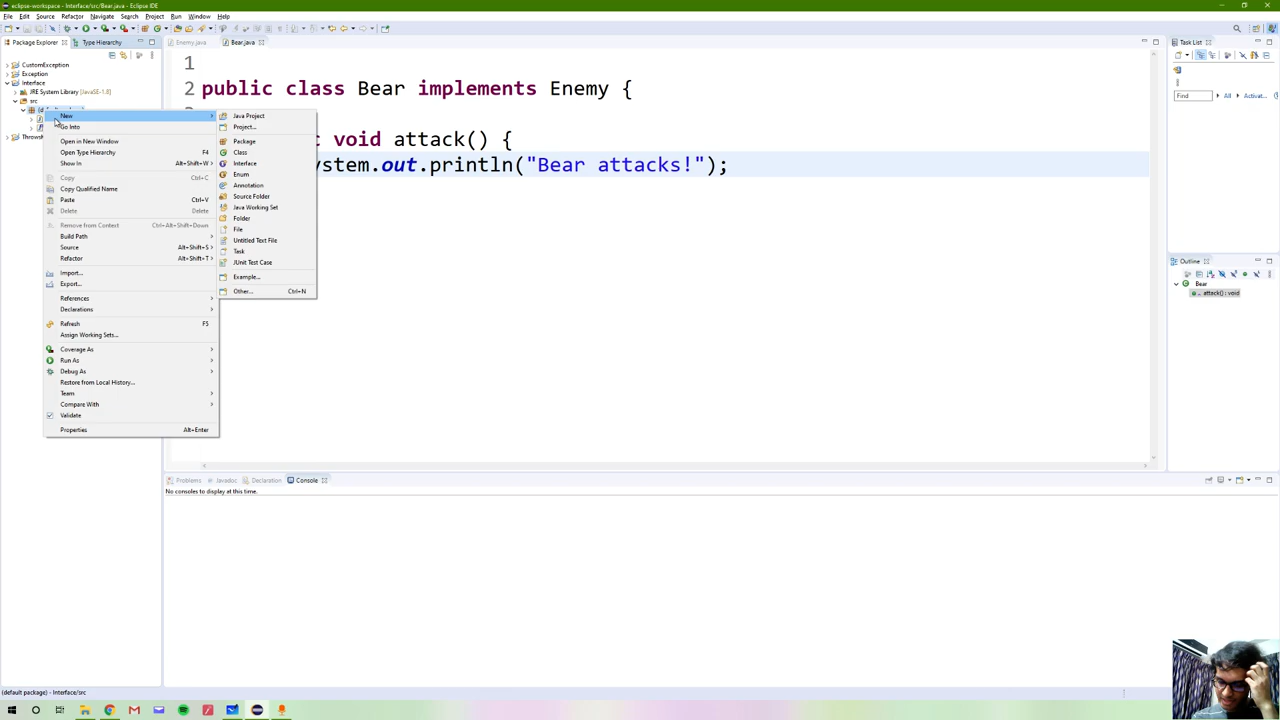 eclipse-workspace - Interface/src/Bear.java - Eclipse IDE
File Edit Source Refactor Navigate Search Project Run Window Help
Package Explorer Type Hierarchy
Enemy.java Bear.java
CustomException
Exception
Interface
JRE System Library [JavaSE-1.8]
src
New
Go Into
Open in New Window
Open Type Hierarchy F4
Show In Alt+Shift+W
Copy Ctrl+C
Copy Qualified Name
Paste Ctrl+V
Delete Delete
Remove from Context Ctrl+Alt+Shift+Down
Build Path
Source Alt+Shift+S
Refactor Alt+Shift+T
Import...
Export...
References
Declarations
Refresh F5
Assign Working Sets...
Coverage As
Run As
Debug As
Restore from Local History...
Team
Compare With
Validate
Properties Alt+Enter
Java Project
Project...
Package
Class
Interface
Enum
Annotation
Source Folder
Java Working Set
Folder
File
Untitled Text File
Task
JUnit Test Case
Example...
Other... Ctrl+N
1
2 public class Bear implements Enemy {
void attack() {
ystem.out.println("Bear attacks!");
Task List
Find All Activat...
Outline
Bear
attack() : void
Problems Javadoc Declaration Console
No consoles to display at this time.
(default package) - Interface/src